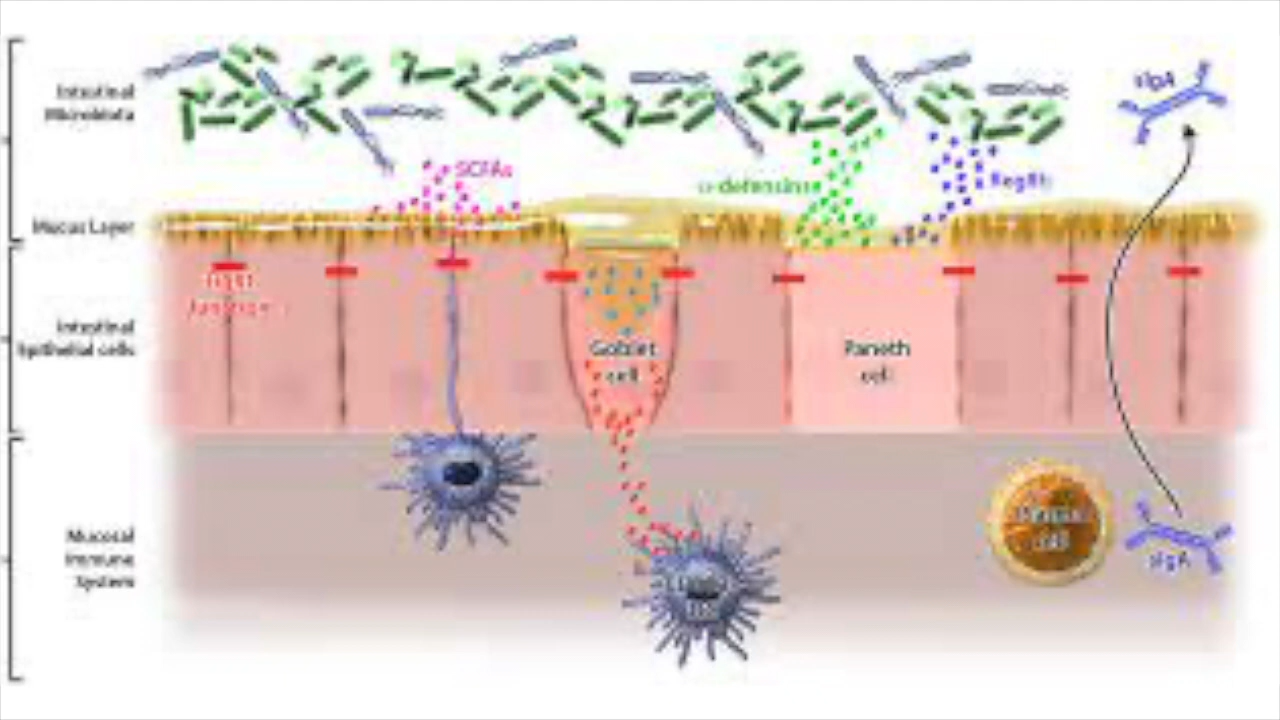 Intestinal
Microbiota
sIgA
SCFAs
α-defensins
Mucus Layer
Tight
Junction
Intestinal
Epithelial cells
Goblet
cell
Paneth
cell
Mucosal
Immune
System
cell
sIgA